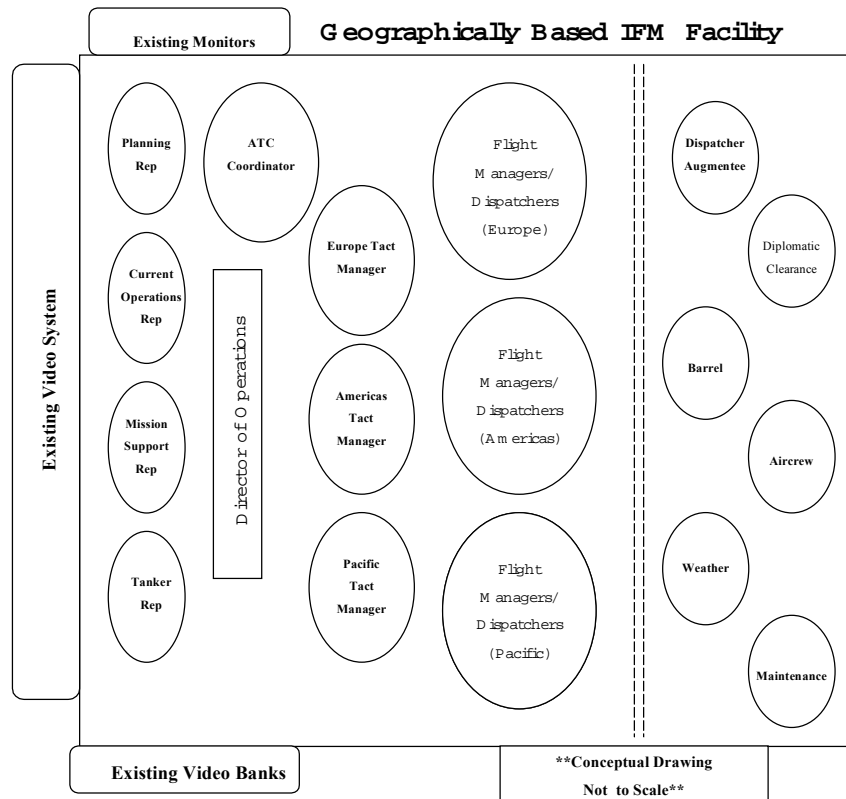 Existing Monitors
Geographically Based IFM Facility
Existing Video System
Planning
Rep
ATC
Coordinator
Current
Operations
Rep
Mission
Support
Rep
Tanker
Rep
Director of Operations
Europe Tact
Manager
Americas
Tact
Manager
Pacific
Tact
Manager
Flight
Managers/
Dispatchers
(Europe)
Flight
Managers/
Dispatchers
(Americas)
Flight
Managers/
Dispatchers
(Pacific)
Dispatcher
Augmentee
Diplomatic
Clearance
Barrel
Aircrew
Weather
Maintenance
Existing Video Banks
**Conceptual Drawing
Not to Scale**